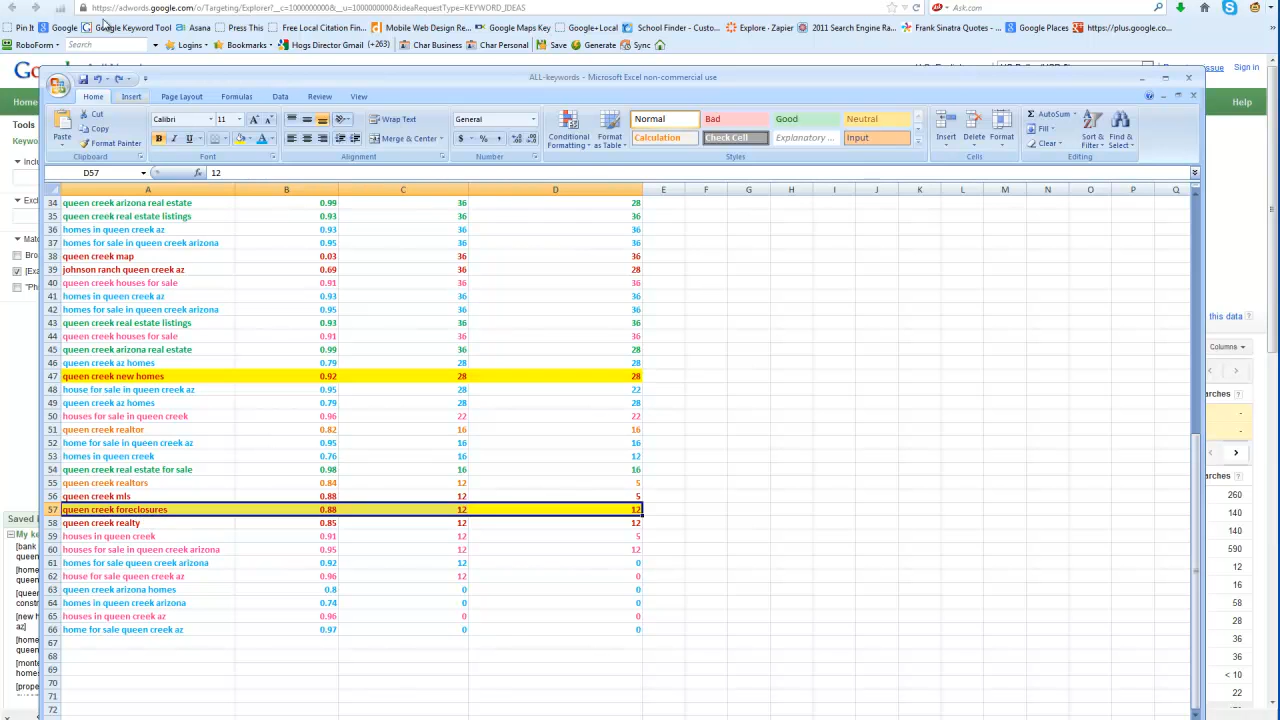 https://adwords.google.com/o/Targeting/Explorer?__c=1000000000&__u=1000000000&ideaRequestType=KEYWORD_IDEAS
Ask.com
Pin It Google Google Keyword Tool Asana Press This Free Local Citation Fin... Mobile Web Design Re... Google Maps Key Google+Local School Finder - Cust... Explore - Zapier 2011 Search Engine Ra... Frank Sinatra Quotes - ... Google Places https://plus.google.co...
RoboForm Search Logins Bookmarks Hogs Director Gmail (+263) Char Business Char Personal Save Generate Sync
Sign in
ALL-keywords - Microsoft Excel non-commercial use
Home Insert Page Layout Formulas Data Review View
Home
Help
Tools
Paste
Cut
Copy
Format Painter
Clipboard
Calibri 11
B I U
Font
Wrap Text
Merge & Center
Alignment
General
$ % ,
Number
Conditional Formatting
Format as Table
Normal Bad Good Neutral
Calculation Check Cell Explanatory ... Input
Styles
Insert Delete Format
Cells
AutoSum
Fill
Clear
Sort & Filter
Find & Select
Editing
D57 fx 12
A B C D E F G H I J K L M N O P Q
34 queen creek arizona real estate 0.99 36 28
35 queen creek real estate listings 0.93 36 36
36 homes in queen creek az 0.93 36 36
37 homes for sale in queen creek arizona 0.95 36 36
38 queen creek map 0.03 36 36
39 johnson ranch queen creek az 0.69 36 28
40 queen creek houses for sale 0.91 36 36
41 homes in queen creek az 0.93 36 36
42 homes for sale in queen creek arizona 0.95 36 36
43 queen creek real estate listings 0.93 36 36
44 queen creek houses for sale 0.91 36 36
45 queen creek arizona real estate 0.99 36 28
46 queen creek az homes 0.79 28 28
47 queen creek new homes 0.92 28 28
48 house for sale in queen creek az 0.95 28 22
49 queen creek az homes 0.79 28 28
50 houses for sale in queen creek 0.96 22 22
51 queen creek realtor 0.82 16 16
52 home for sale in queen creek az 0.95 16 16
53 homes in queen creek 0.76 16 12
54 queen creek real estate for sale 0.98 16 16
55 queen creek realtors 0.84 12 5
56 queen creek mls 0.88 12 5
57 queen creek foreclosures 0.88 12 12
58 queen creek realty 0.85 12 12
59 houses in queen creek 0.91 12 5
60 houses for sale in queen creek arizona 0.95 12 12
61 homes for sale queen creek arizona 0.92 12 0
62 house for sale queen creek az 0.96 12 0
63 queen creek arizona homes 0.8 0 0
64 homes in queen creek arizona 0.74 0 0
65 houses in queen creek az 0.96 0 0
66 home for sale queen creek az 0.97 0 0
67
68
69
70
71
72
this data ?
Columns
?
260
140
140
590
12
16
58
28
36
36
< 10
22
[bank
[home
az]
[home